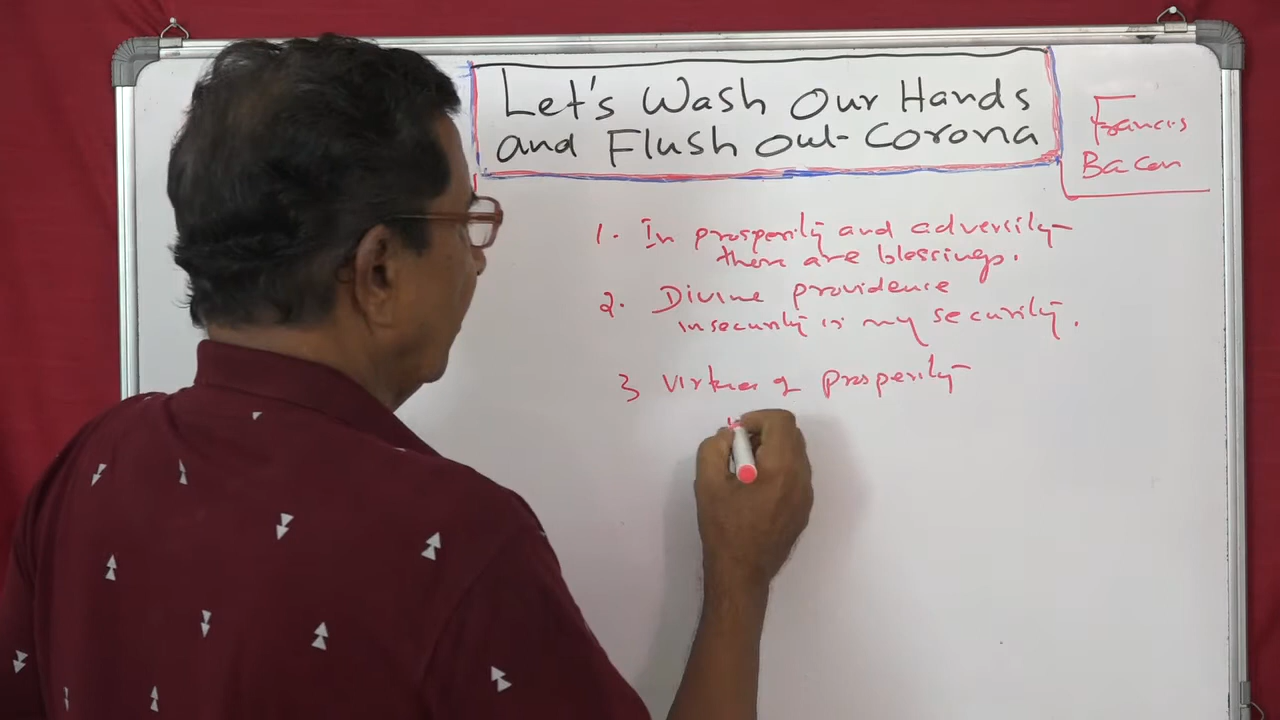 Let's Wash Our Hands
and Flush out Corona
Francis
Bacon
1. In prosperity and adversity
there are blessings.
2. Divine providence
insecurity is my security.
3 Virtue of prosperity